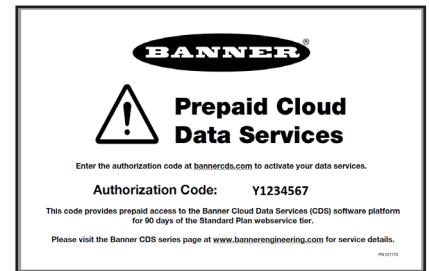 BANNER®
Prepaid Cloud
Data Services
Enter the authorization code at bannercds.com to activate your data services.
Authorization Code: Y1234567
This code provides prepaid access to the Banner Cloud Data Services (CDS) software platform
for 90 days of the Standard Plan webservice tier.
Please visit the Banner CDS series page at www.bannerengineering.com for service details.
PN 221770